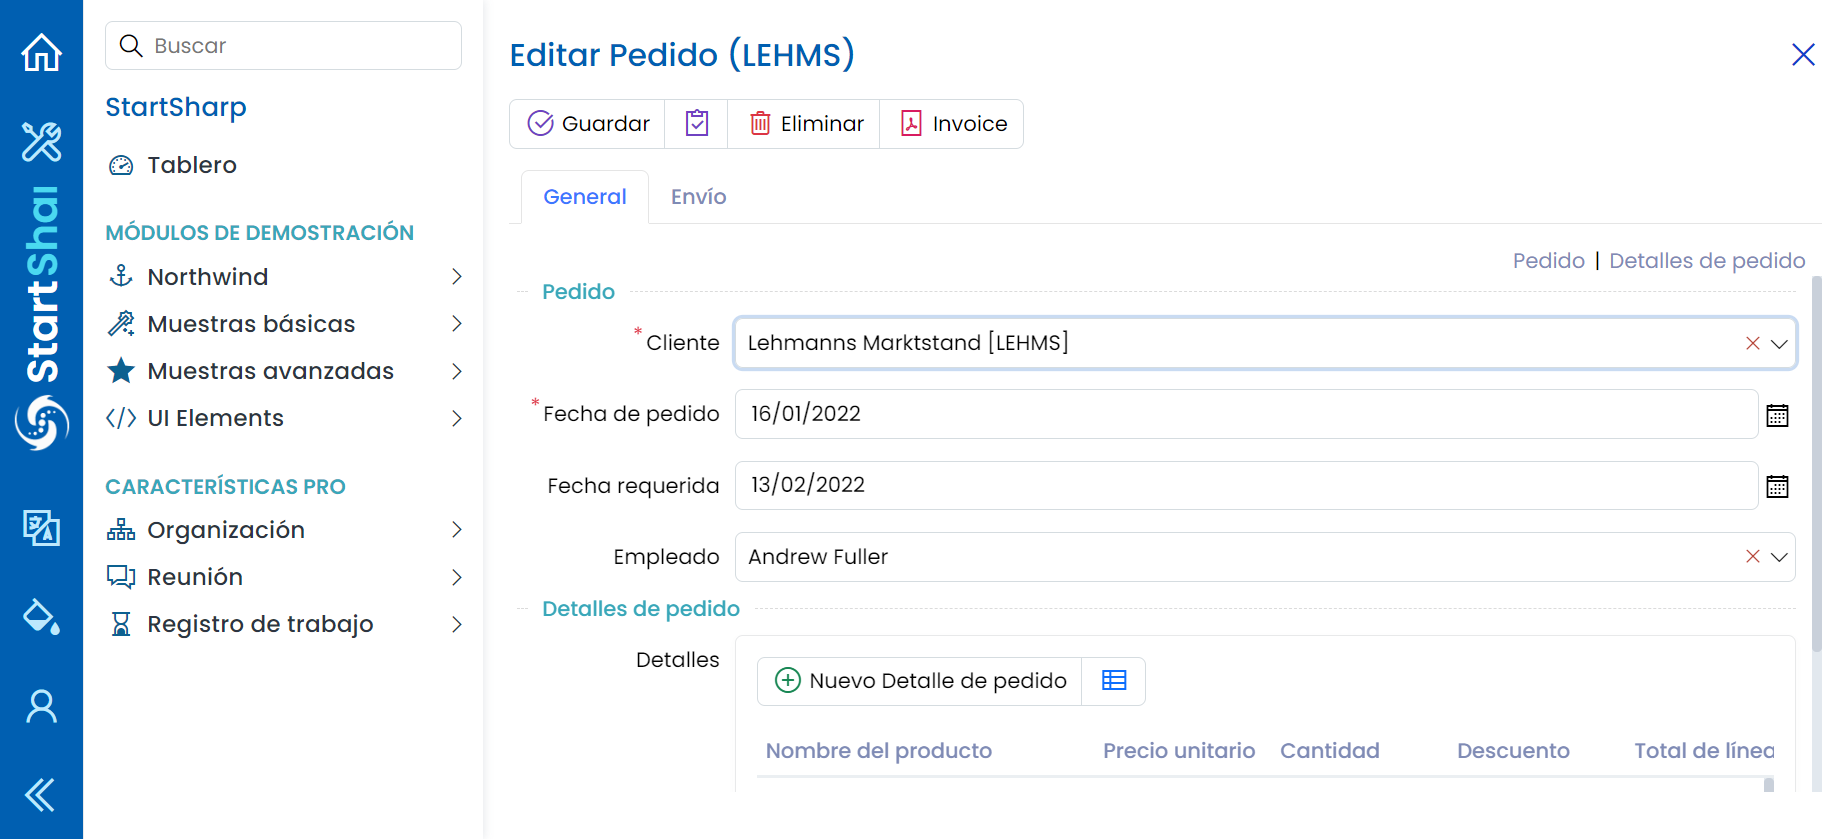 StartShar
Buscar
StartSharp
Tablero
MÓDULOS DE DEMOSTRACIÓN
Northwind
Muestras básicas
Muestras avanzadas
UI Elements
CARACTERÍSTICAS PRO
Organización
Reunión
Registro de trabajo
Editar Pedido (LEHMS)
Guardar
Eliminar
Invoice
General
Envío
Pedido | Detalles de pedido
Pedido
* Cliente
Lehmanns Marktstand [LEHMS]
* Fecha de pedido
16/01/2022
Fecha requerida
13/02/2022
Empleado
Andrew Fuller
Detalles de pedido
Detalles
Nuevo Detalle de pedido
Nombre del producto Precio unitario Cantidad Descuento Total de línea